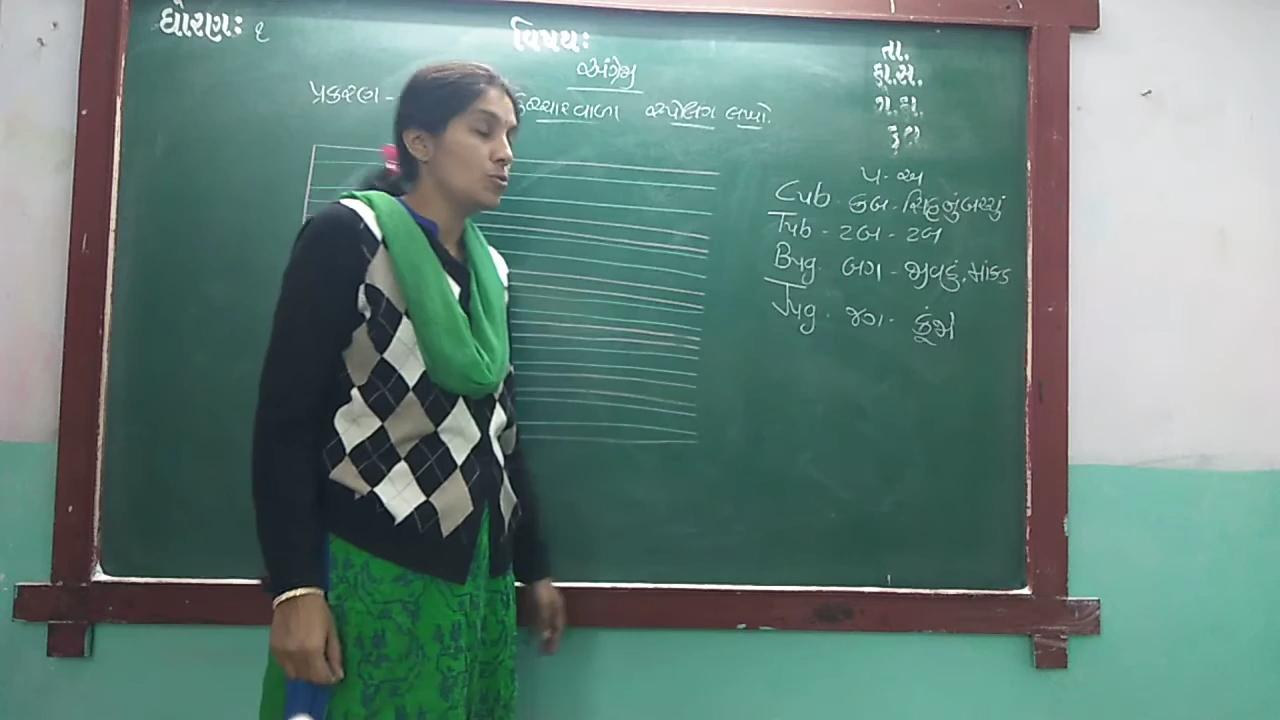 ધોરણઃ ૧
વિષયઃ
અંગ્રેજી
પ્રકરણ - ઉચ્ચારવાળા સ્પેલિંગ લખો.
તા.
ક્રા.સ.
ગ.કા.
પ - અ
Cub - કબ - સિંહનું બચ્ચું
Tub - ટબ - ટબ
Bug - બગ - જીવડું, માંકડ
Jug - જગ - કૂંજો